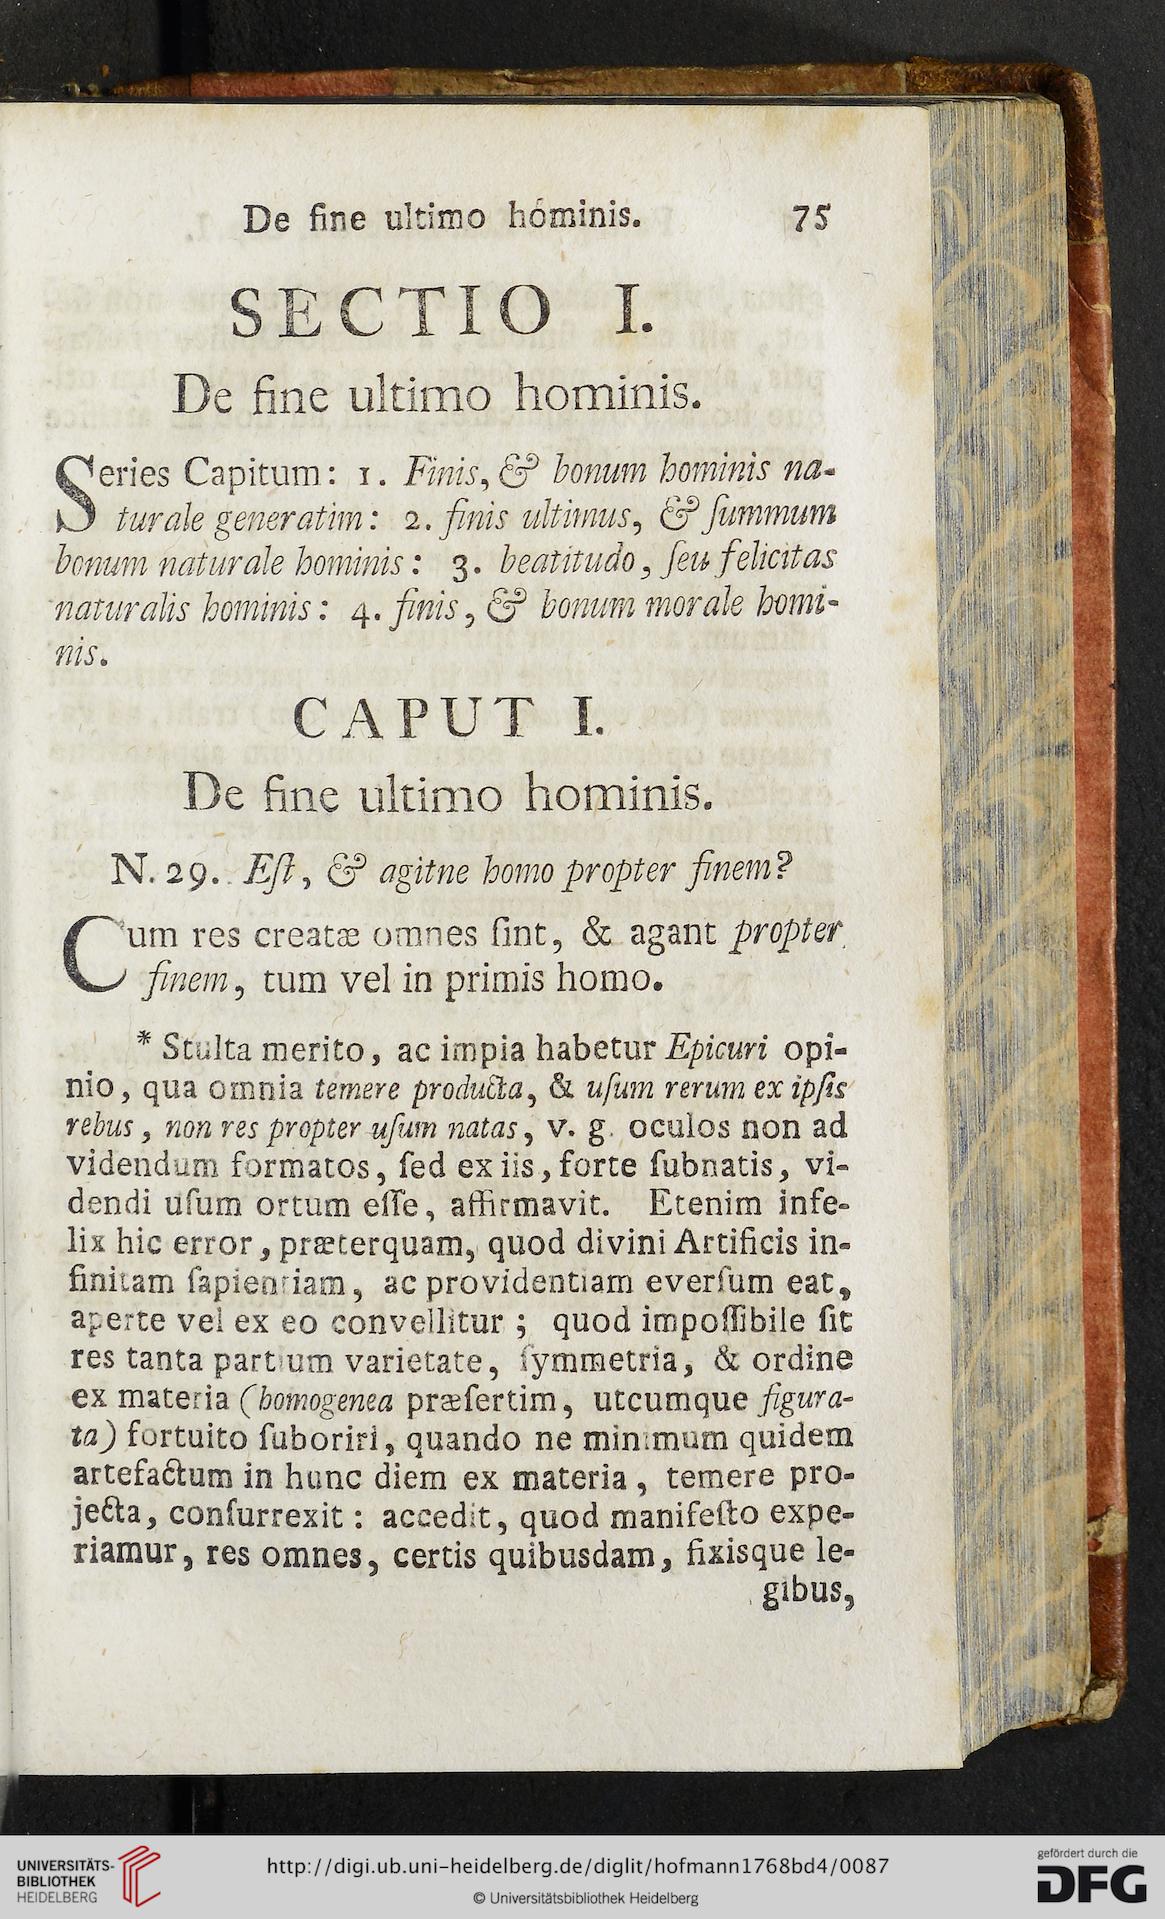 De fine ultimo hóminis. 75
SECTIO I.
De fine ultimo hominis.
Series Capitum: 1. Finis, & bonum hominis na-
turale generatim: 2. finis ultimus, & ſummum
bonum naturale hominis: 3. beatitudo, ſeu felicitas
naturalis hominis: 4. finis, & bonum morale homi-
nis.
CAPUT I.
De fine ultimo hominis.
N. 29. Eſt, & agitne homo propter finem?
Cum res creatæ omnes ſint, & agant propter
finem, tum vel in primis homo.
* Stulta merito, ac impia habetur Epicuri opi-
nio, qua omnia temere producta, & uſum rerum ex ipſis
rebus, non res propter uſum natas, v. g. oculos non ad
videndum formatos, ſed ex iis, forte ſubnatis, vi-
dendi uſum ortum eſſe, affirmavit. Etenim infe-
lix hic error, præterquam, quod divini Artificis in-
finitam ſapientiam, ac providentiam everſum eat,
aperte vel ex eo convellitur; quod impoſſibile ſit
res tanta partium varietate, ſymmetria, & ordine
ex materia (homogenea præſertim, utcumque figura-
ta) fortuito ſuboriri, quando ne minimum quidem
artefactum in hunc diem ex materia, temere pro-
jecta, conſurrexit: accedit, quod manifeſto expe-
riamur, res omnes, certis quibusdam, fixisque le-
gibus,
UNIVERSITÄTS-
BIBLIOTHEK
HEIDELBERG
http://digi.ub.uni-heidelberg.de/diglit/hofmann1768bd4/0087
© Universitätsbibliothek Heidelberg
gefördert durch die
DFG